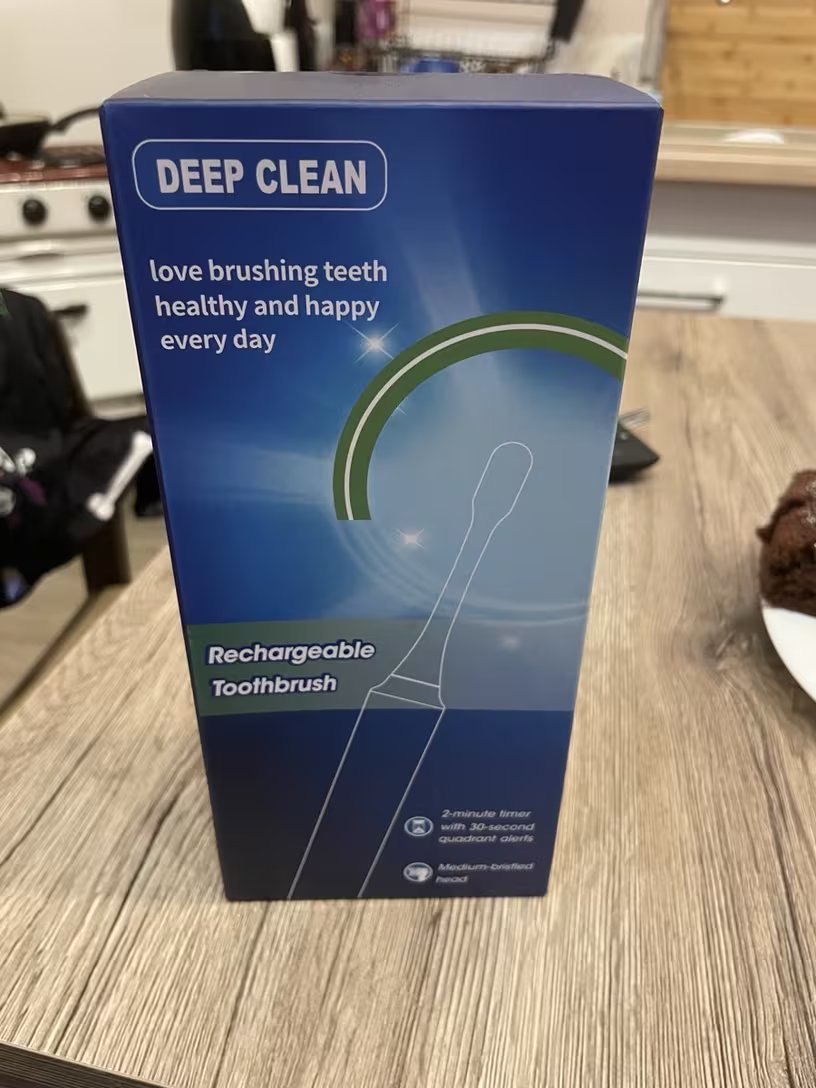 DEEP CLEAN
love brushing teeth
healthy and happy
every day
Rechargeable
Toothbrush
2-minute timer
with 30-second
quadrant alerts
Medium-bristled
head